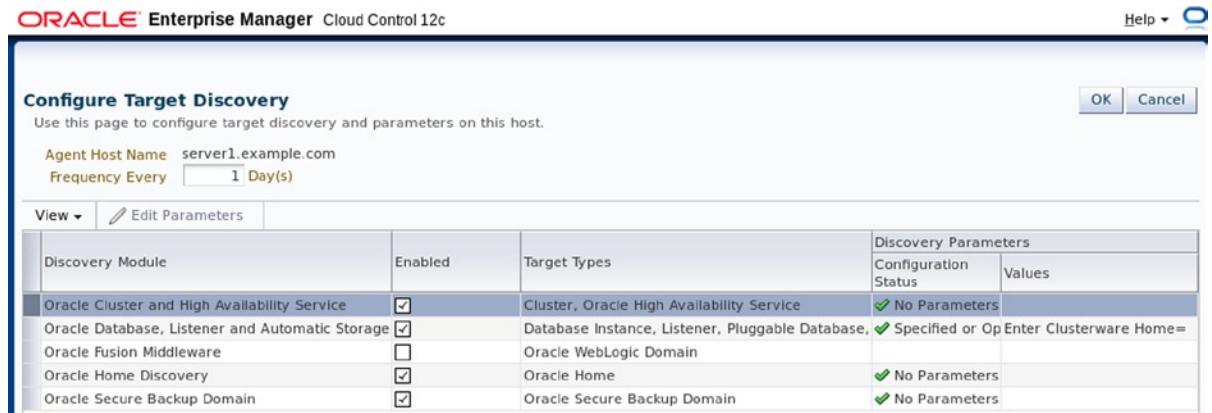 ORACLE Enterprise Manager Cloud Control 12c Help
Configure Target Discovery OK Cancel
Use this page to configure target discovery and parameters on this host.
Agent Host Name server1.example.com
Frequency Every 1 Day(s)
View Edit Parameters
Discovery Parameters
Discovery Module Enabled Target Types Configuration Status Values
Oracle Cluster and High Availability Service Cluster, Oracle High Availability Service No Parameters
Oracle Database, Listener and Automatic Storage Database Instance, Listener, Pluggable Database, Specified or Op Enter Clusterware Home=
Oracle Fusion Middleware Oracle WebLogic Domain
Oracle Home Discovery Oracle Home No Parameters
Oracle Secure Backup Domain Oracle Secure Backup Domain No Parameters